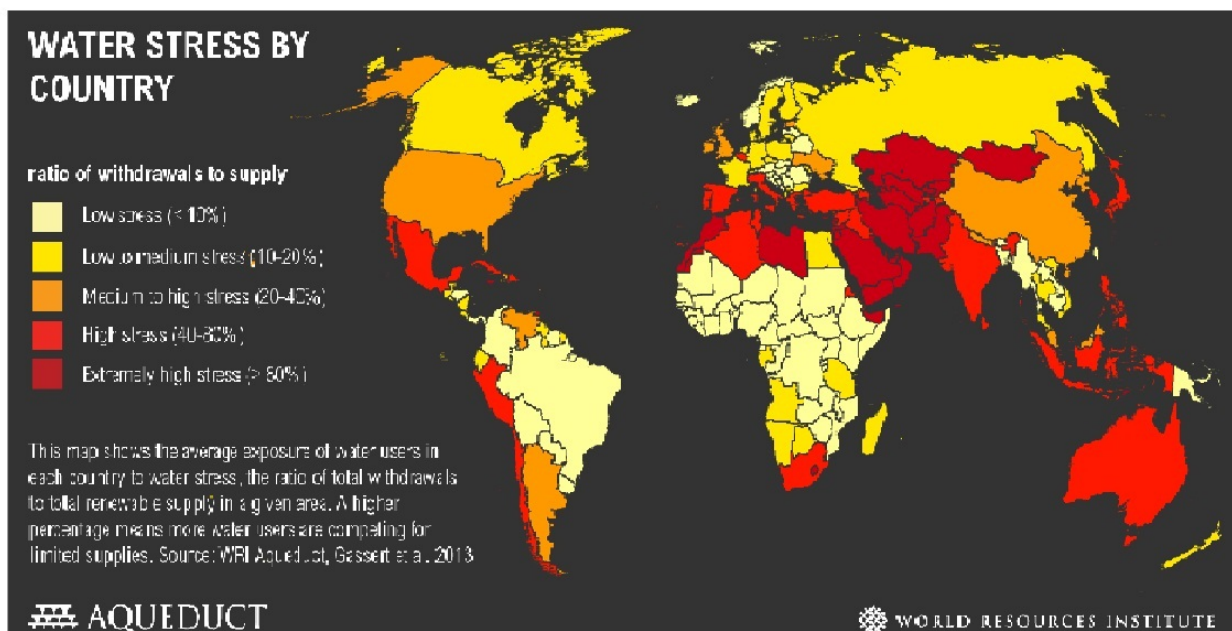 WATER STRESS BY
COUNTRY
ratio of withdrawals to supply
Low stress (< 10%)
Low to medium stress (10-20%)
Medium to high stress (20-40%)
High stress (40-80%)
Extremely high stress (> 80%)
This map shows the average exposure of water users in
each country to water stress, the ratio of total withdrawals
to total renewable supply in a given area. A higher
percentage means more water users are competing for
limited supplies. Source: WRI Aqueduct, Gassert et al. 2013
AQUEDUCT
WORLD RESOURCES INSTITUTE